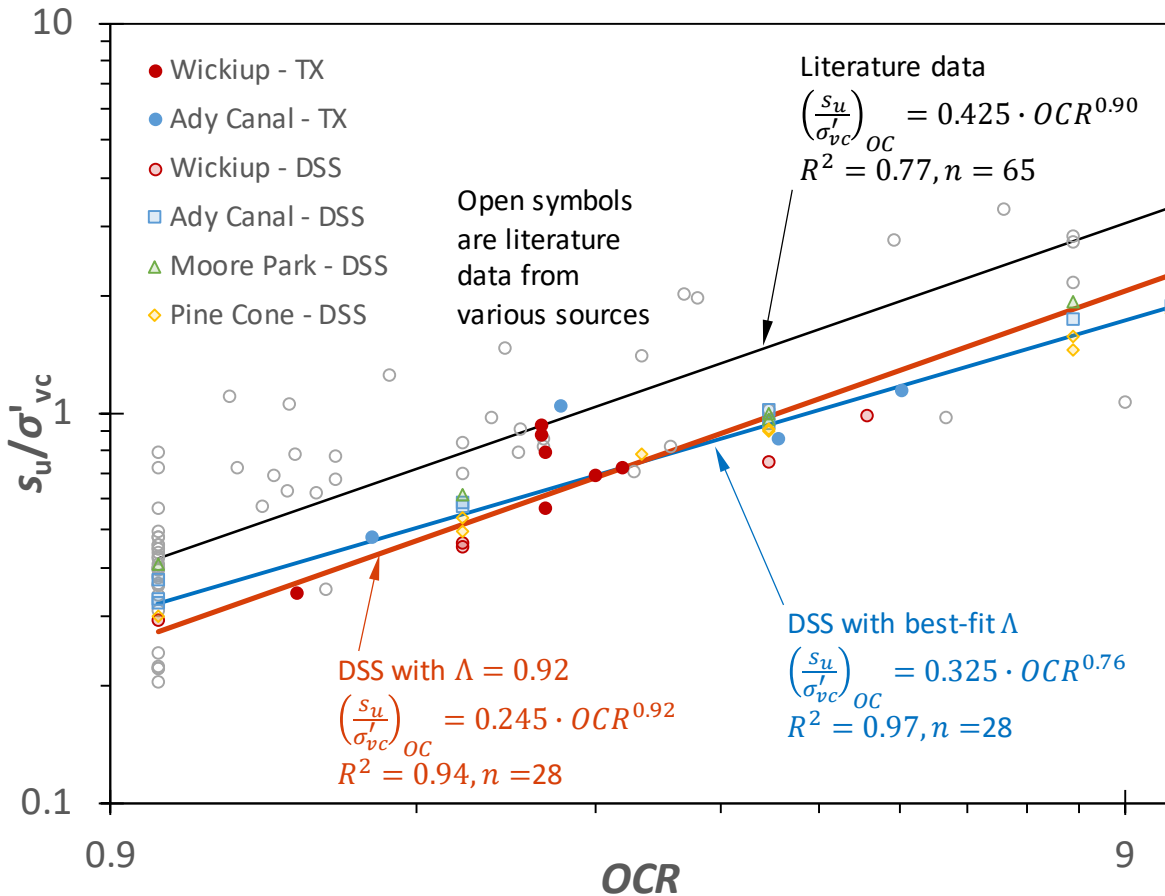 10
1
0.1
s_u/σ'_vc
Wickiup - TX
Ady Canal - TX
Wickiup - DSS
Ady Canal - DSS
Moore Park - DSS
Pine Cone - DSS
Open symbols
are literature
data from
various sources
Literature data
(s_u/σ'_vc)_OC = 0.425 · OCR^0.90
R² = 0.77, n = 65
DSS with Λ = 0.92
(s_u/σ'_vc)_OC = 0.245 · OCR^0.92
R² = 0.94, n =28
DSS with best-fit Λ
(s_u/σ'_vc)_OC = 0.325 · OCR^0.76
R² = 0.97, n =28
0.9
9
OCR